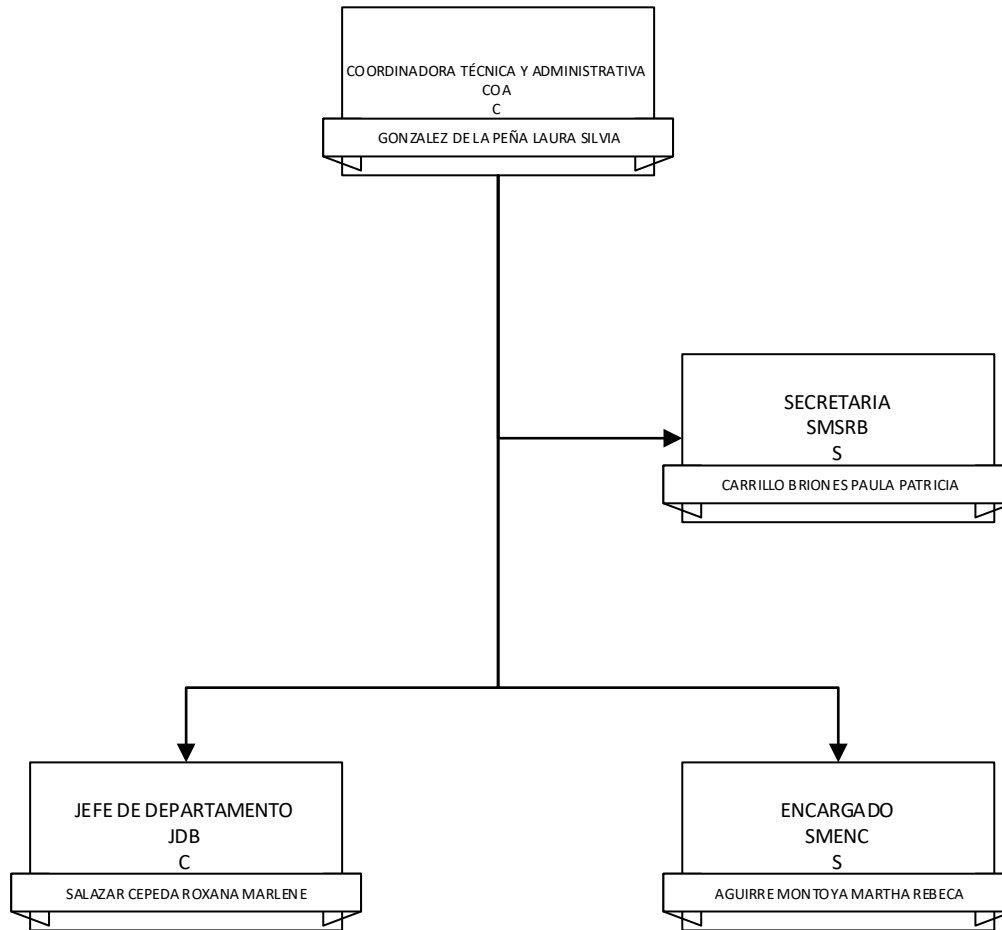 COORDINADORA TÉCNICA Y ADMINISTRATIVA
COA
C
GONZALEZ DE LA PEÑA LAURA SILVIA
SECRETARIA
SMSRB
S
CARRILLO BRIONES PAULA PATRICIA
JEFE DE DEPARTAMENTO
JDB
C
SALAZAR CEPEDA ROXANA MARLENE
ENCARGADO
SMENC
S
AGUIRRE MONTOYA MARTHA REBECA